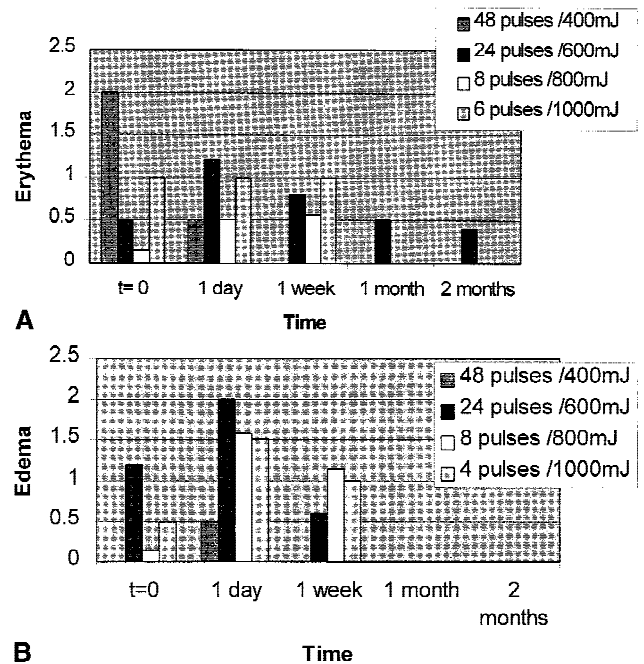 48 pulses /400mJ
24 pulses /600mJ
8 pulses /800mJ
6 pulses /1000mJ
Erythema
2.5
2
1.5
1
0.5
0
t= 0 1 day 1 week 1 month 2 months
A Time
48 pulses /400mJ
24 pulses /600mJ
8 pulses /800mJ
4 pulses /1000mJ
Edema
2.5
2
1.5
1
0.5
0
t=0 1 day 1 week 1 month 2
months
B Time